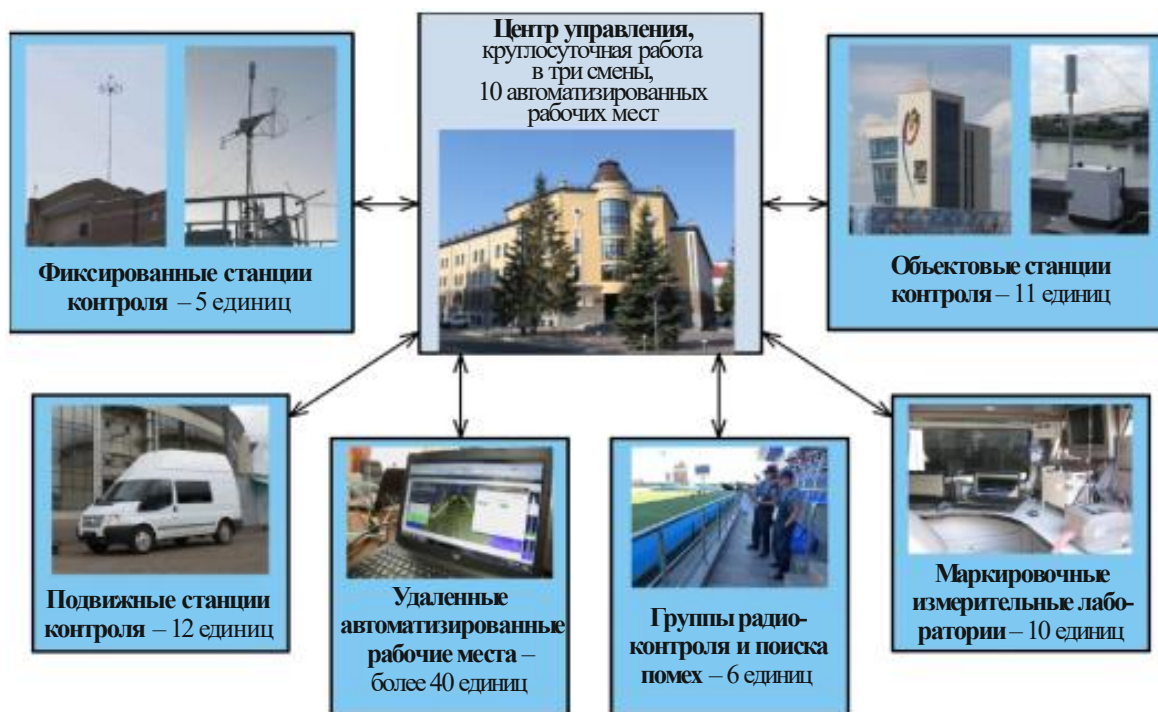 Центр управления,
круглосуточная работа
в три смены,
10 автоматизированных
рабочих мест
Фиксированные станции
контроля – 5 единиц
Объектовые станции
контроля – 11 единиц
Подвижные станции
контроля – 12 единиц
Удаленные
автоматизированные
рабочие места –
более 40 единиц
Группы радио-
контроля и поиска
помех – 6 единиц
Маркировочные
измерительные лабо-
ратории – 10 единиц